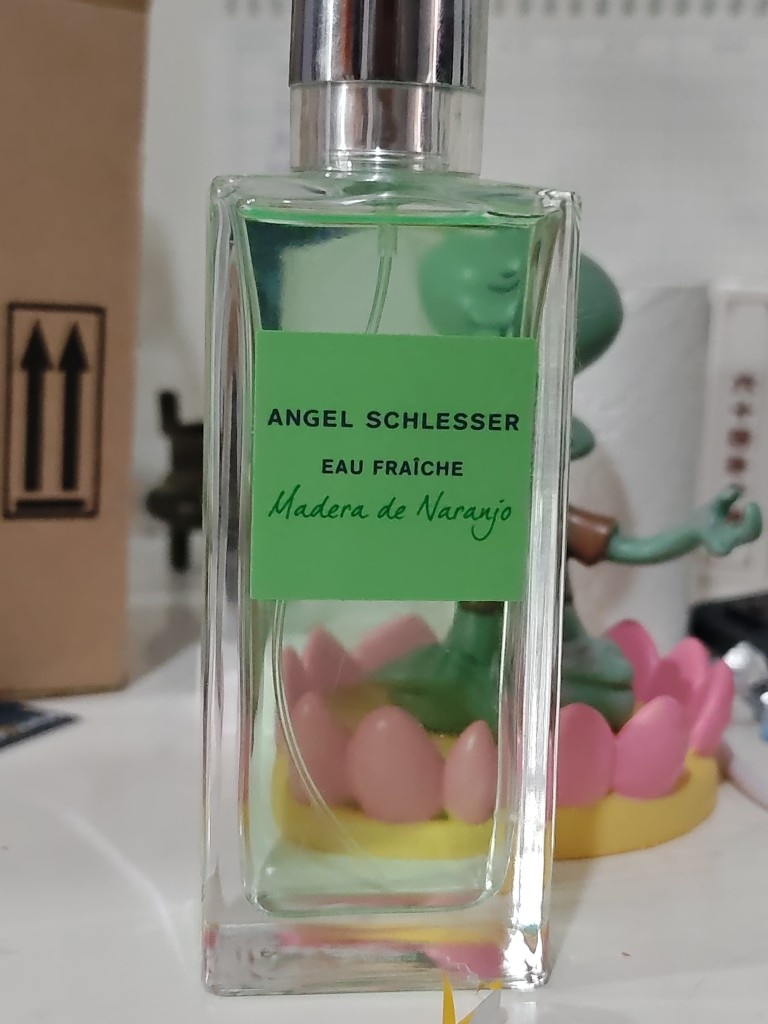 ANGEL SCHLESSER
EAU FRAÎCHE
Madera de Naranjo